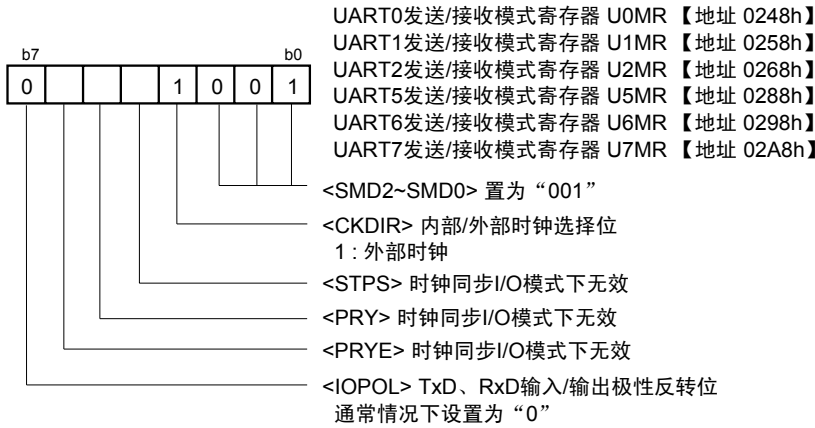 UART0发送/接收模式寄存器 U0MR 【地址 0248h】
UART1发送/接收模式寄存器 U1MR 【地址 0258h】
UART2发送/接收模式寄存器 U2MR 【地址 0268h】
UART5发送/接收模式寄存器 U5MR 【地址 0288h】
UART6发送/接收模式寄存器 U6MR 【地址 0298h】
UART7发送/接收模式寄存器 U7MR 【地址 02A8h】
b7 b0
0 1 0 0 1
<SMD2~SMD0> 置为“001”
<CKDIR> 内部/外部时钟选择位
1 : 外部时钟
<STPS> 时钟同步I/O模式下无效
<PRY> 时钟同步I/O模式下无效
<PRYE> 时钟同步I/O模式下无效
<IOPOL> TxD、RxD输入/输出极性反转位
通常情况下设置为“0”